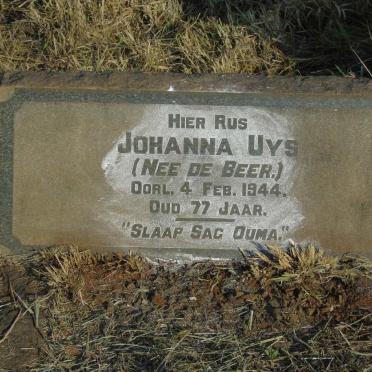 HIER RUS
JOHANNA UYS
(NEE DE BEER.)
OORL. 4 FEB. 1944.
OUD 77 JAAR.
"SLAAP SAG OUMA."